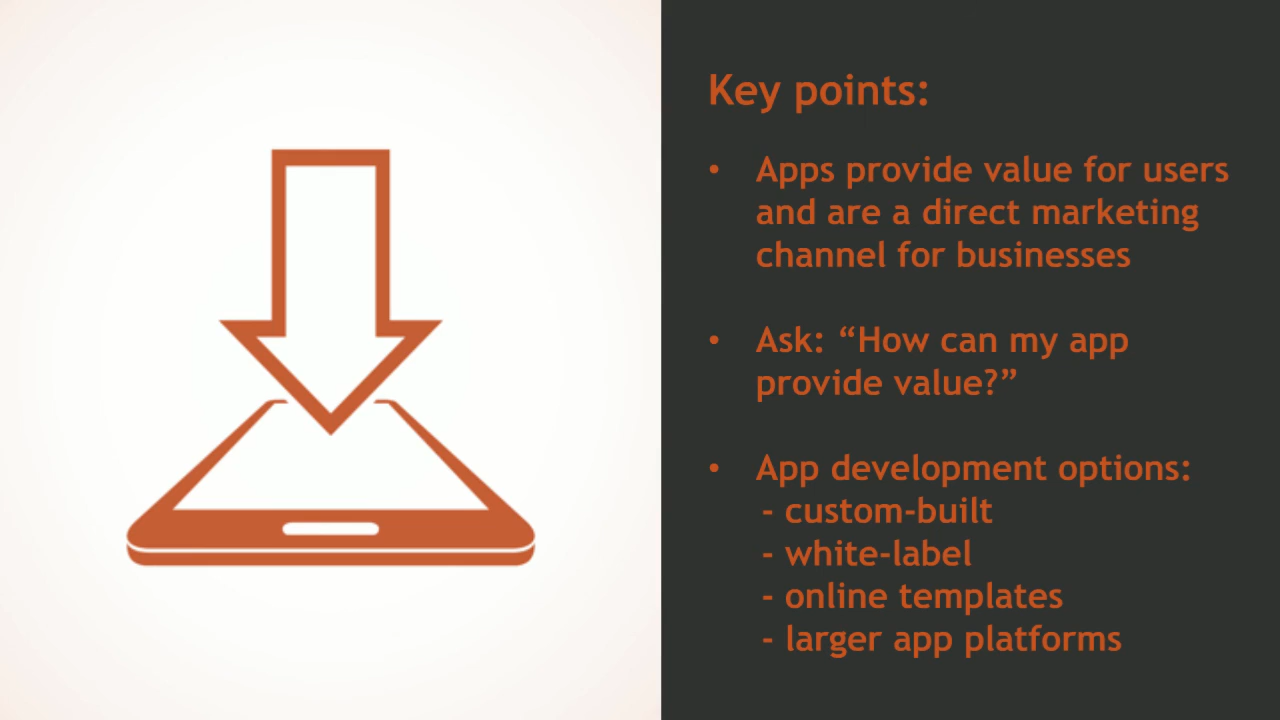 Key points:
• Apps provide value for users
and are a direct marketing
channel for businesses
• Ask: “How can my app
provide value?”
• App development options:
- custom-built
- white-label
- online templates
- larger app platforms